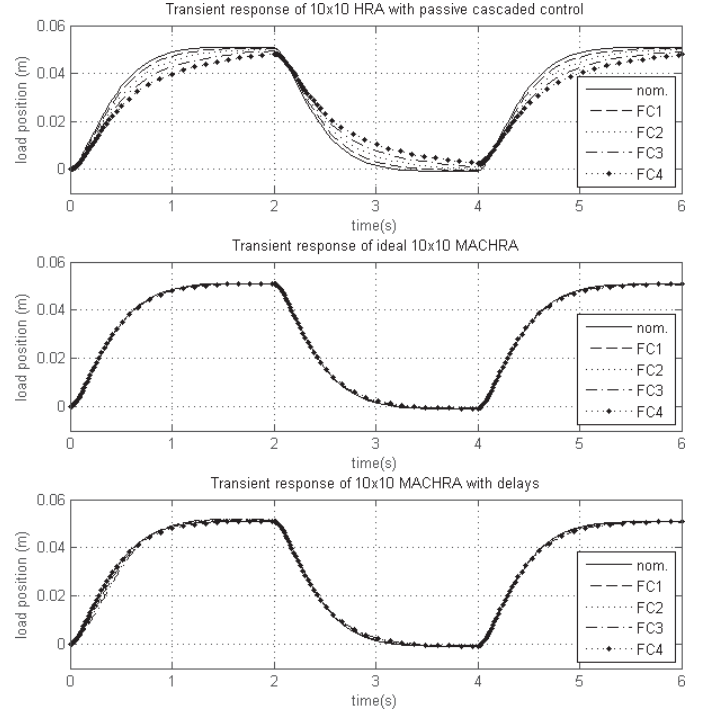 Transient response of 10x10 HRA with passive cascaded control
load position (m)
0.06
0.04
0.02
0
nom.
FC1
FC2
FC3
FC4
0 1 2 3 4 5 6
time(s)
Transient response of ideal 10x10 MACHRA
load position (m)
0.06
0.04
0.02
0
nom.
FC1
FC2
FC3
FC4
0 1 2 3 4 5 6
time(s)
Transient response of 10x10 MACHRA with delays
load position (m)
0.06
0.04
0.02
0
nom.
FC1
FC2
FC3
FC4
0 1 2 3 4 5 6
time(s)